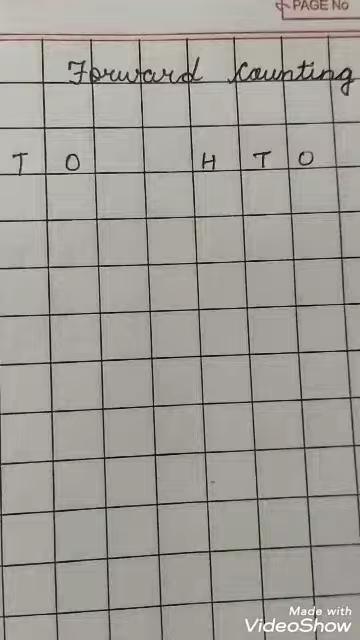 PAGE No
Forward Counting
T O H T O
Made with
VideoShow